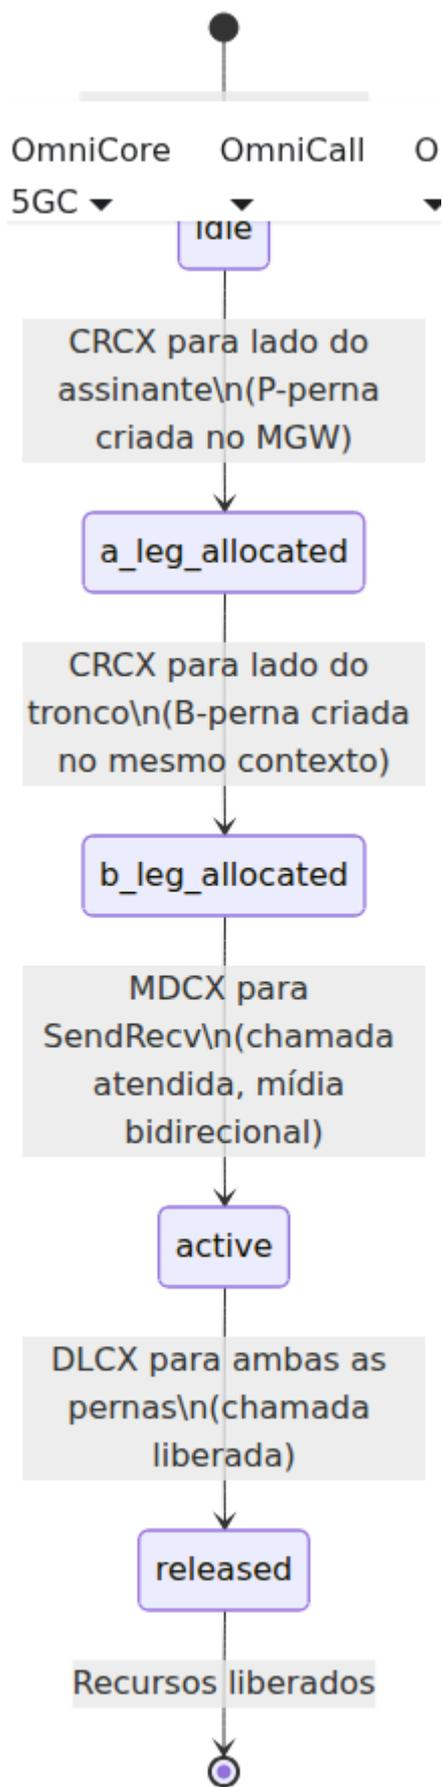 OmniCore OmniCall O
5GC
idle
CRCX para lado do
assinante\n(P-perna
criada no MGW)
a_leg_allocated
CRCX para lado do
tronco\n(B-perna criada
no mesmo contexto)
b_leg_allocated
MDCX para
SendRecv\n(chamada
atendida, mídia
bidirecional)
active
DLCX para ambas as
pernas\n(chamada
liberada)
released
Recursos liberados